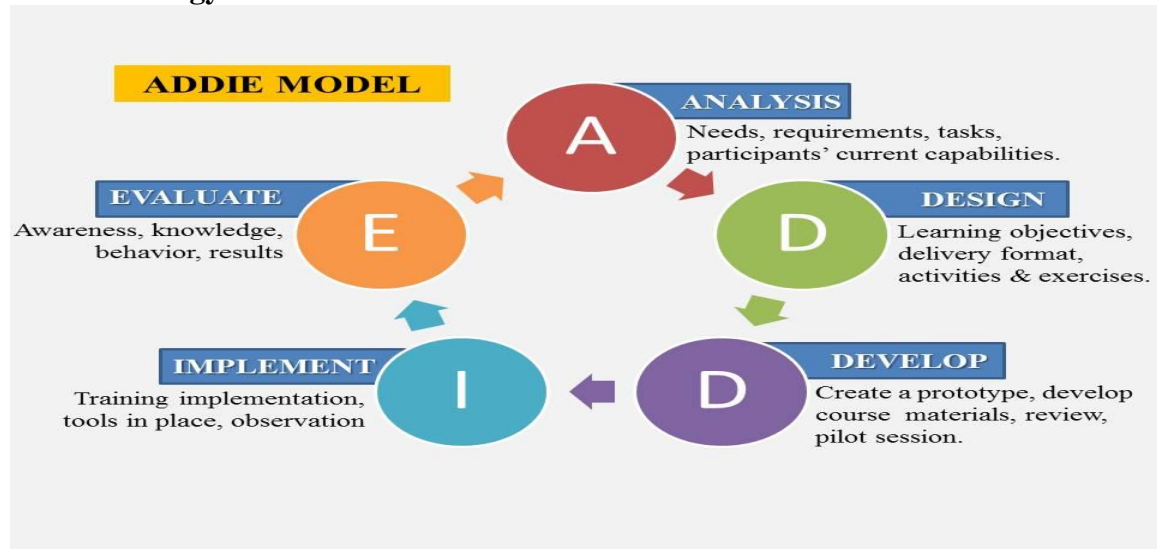 ADDIE MODEL
A
ANALYSIS
Needs, requirements, tasks,
participants’ current capabilities.
D
DESIGN
Learning objectives,
delivery format,
activities & exercises.
D
DEVELOP
Create a prototype, develop
course materials, review,
pilot session.
I
IMPLEMENT
Training implementation,
tools in place, observation
E
EVALUATE
Awareness, knowledge,
behavior, results